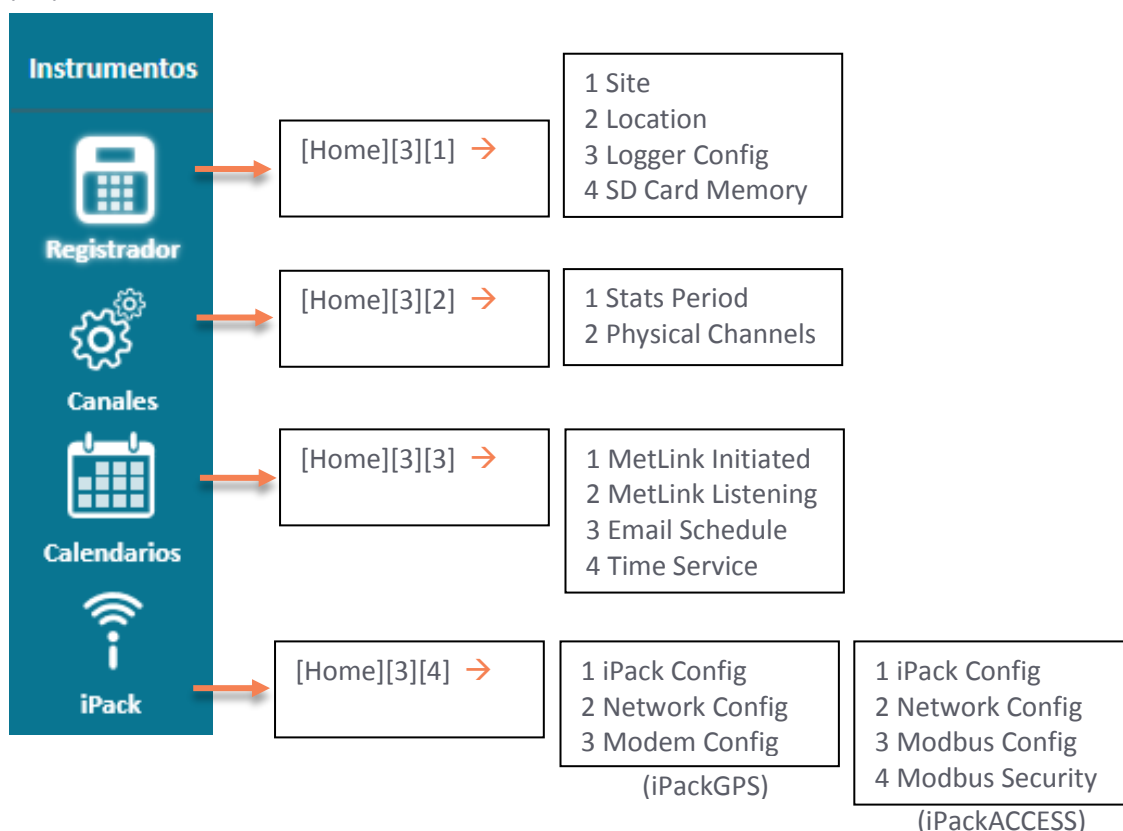 Instrumentos
Registrador
[Home][3][1] →
1 Site
2 Location
3 Logger Config
4 SD Card Memory
Canales
[Home][3][2] →
1 Stats Period
2 Physical Channels
Calendarios
[Home][3][3] →
1 MetLink Initiated
2 MetLink Listening
3 Email Schedule
4 Time Service
iPack
[Home][3][4] →
1 iPack Config
2 Network Config
3 Modem Config
(iPackGPS)
1 iPack Config
2 Network Config
3 Modbus Config
4 Modbus Security
(iPackACCESS)